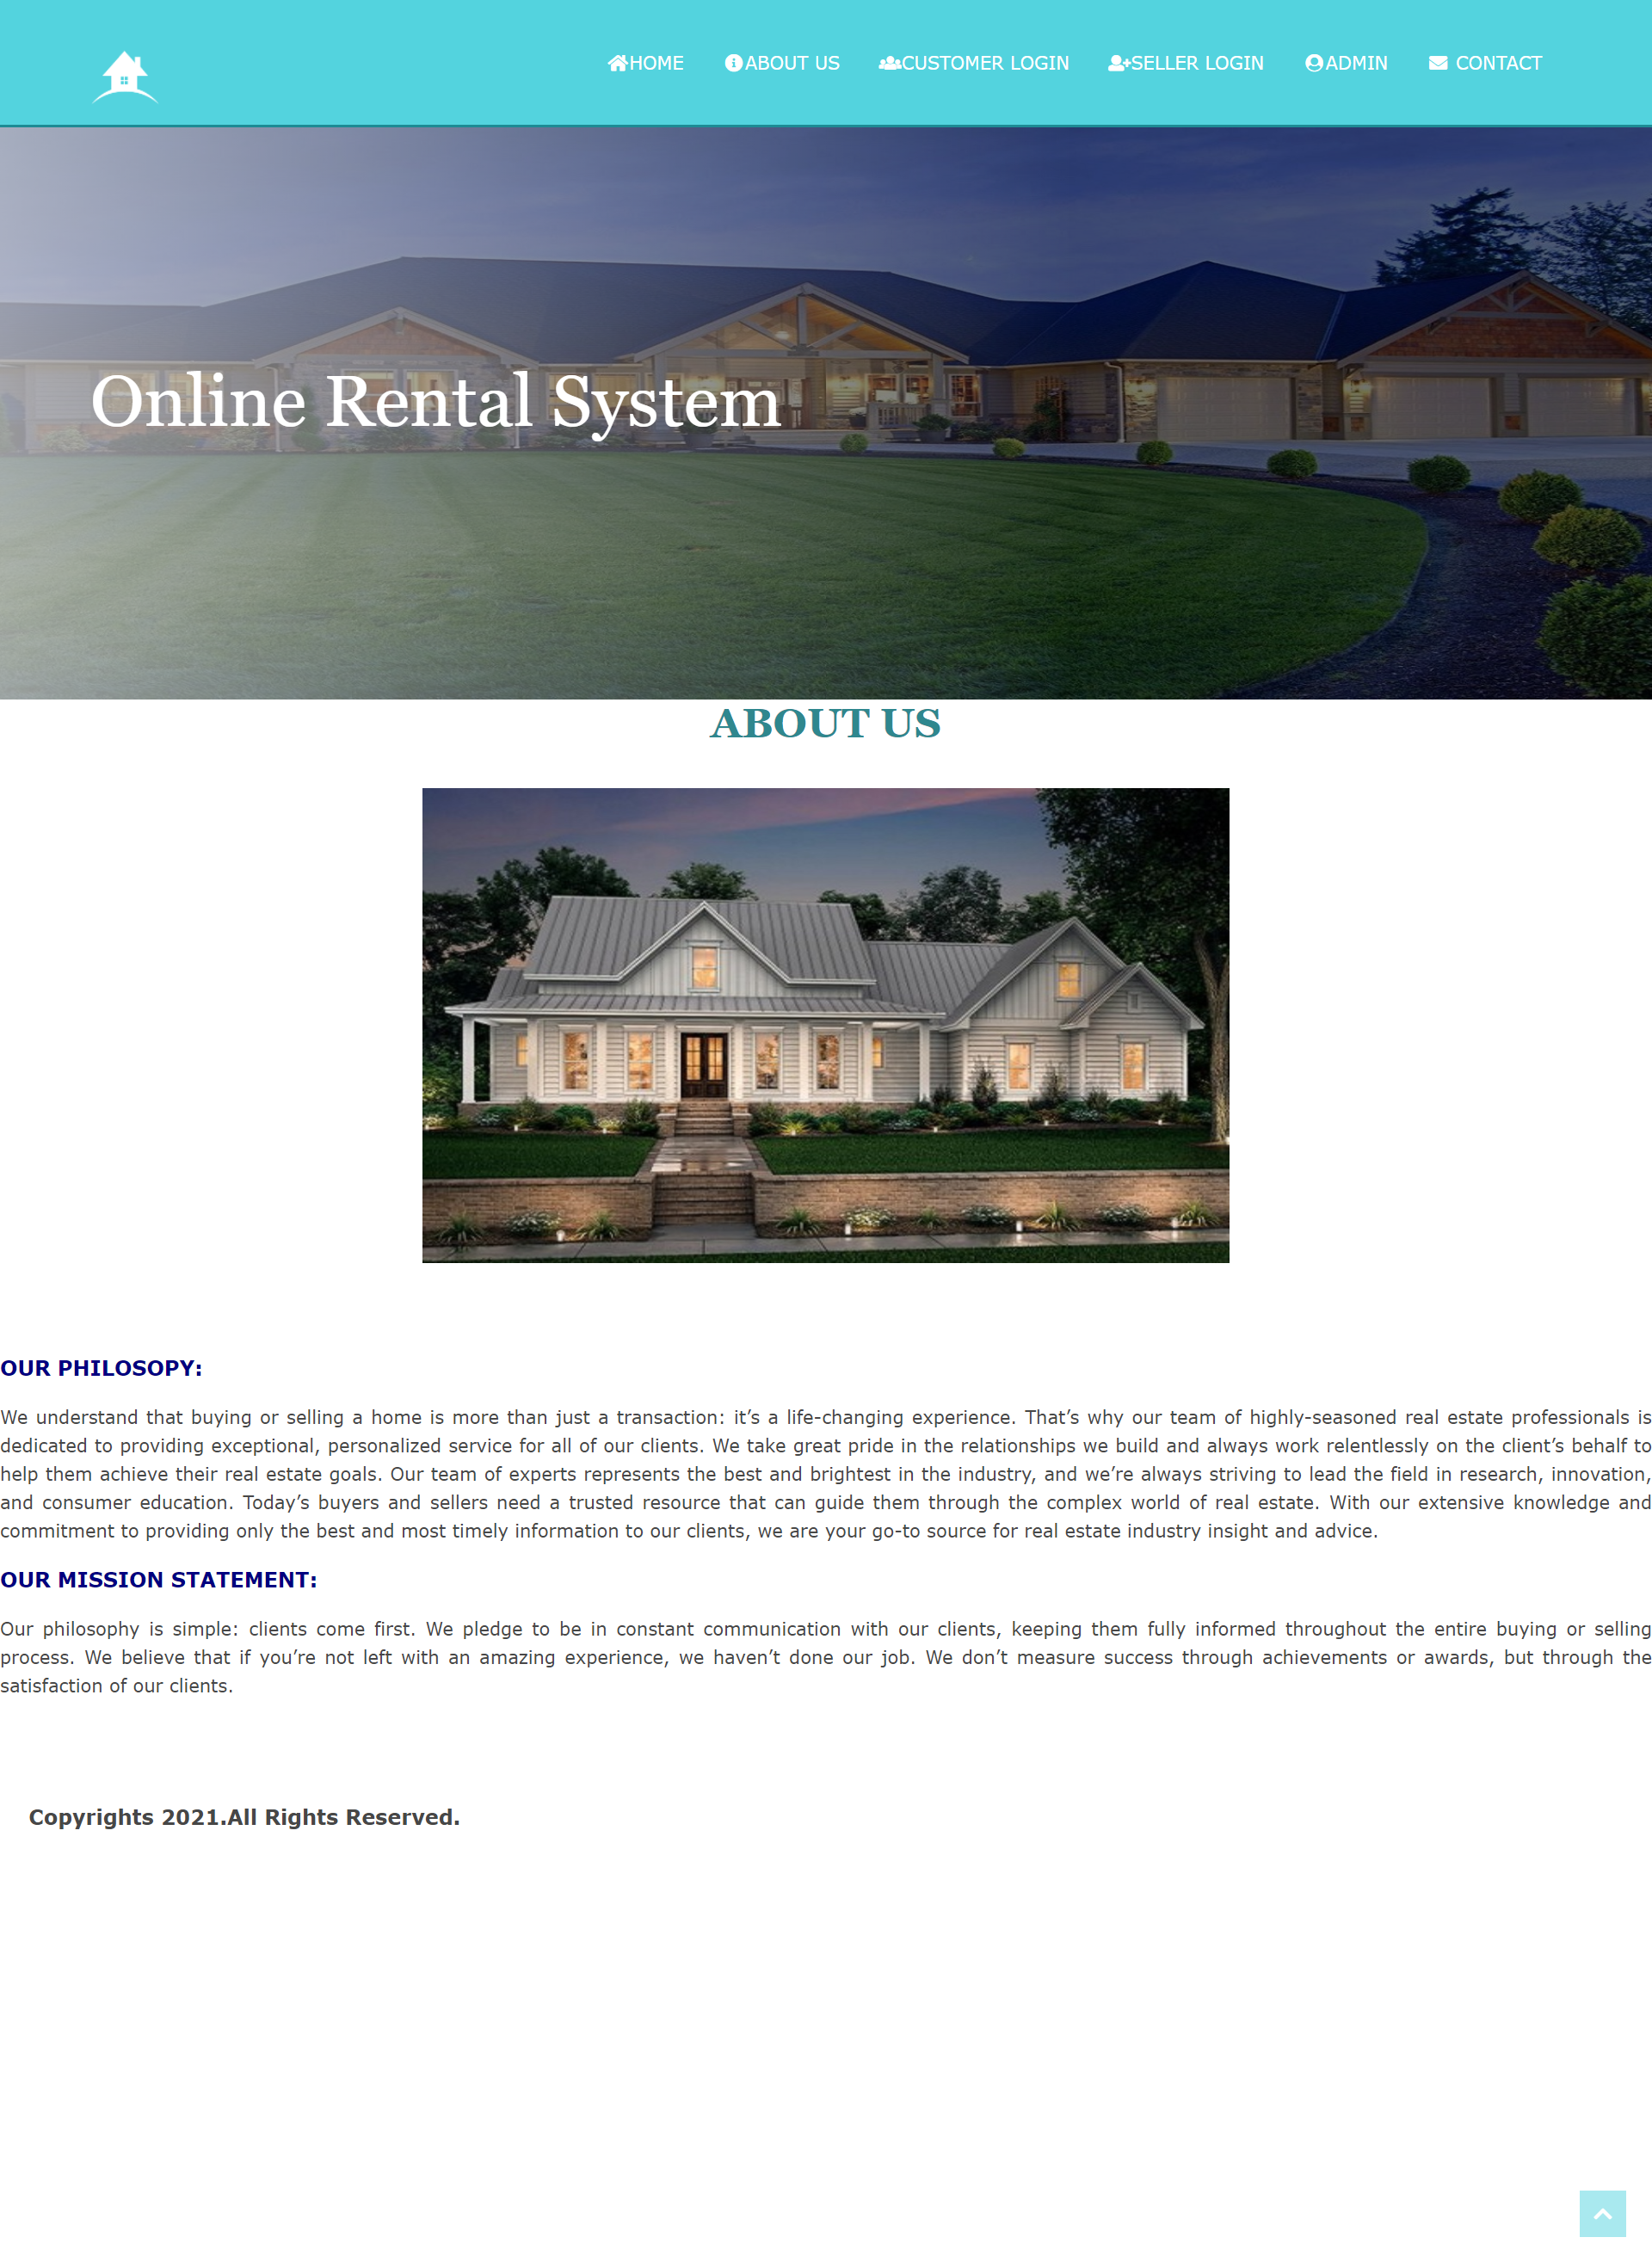 HOME ABOUT US CUSTOMER LOGIN SELLER LOGIN ADMIN CONTACT
Online Rental System
ABOUT US
OUR PHILOSOPY:
We understand that buying or selling a home is more than just a transaction: it’s a life-changing experience. That’s why our team of highly-seasoned real estate professionals is
dedicated to providing exceptional, personalized service for all of our clients. We take great pride in the relationships we build and always work relentlessly on the client’s behalf to
help them achieve their real estate goals. Our team of experts represents the best and brightest in the industry, and we’re always striving to lead the field in research, innovation,
and consumer education. Today’s buyers and sellers need a trusted resource that can guide them through the complex world of real estate. With our extensive knowledge and
commitment to providing only the best and most timely information to our clients, we are your go-to source for real estate industry insight and advice.
OUR MISSION STATEMENT:
Our philosophy is simple: clients come first. We pledge to be in constant communication with our clients, keeping them fully informed throughout the entire buying or selling
process. We believe that if you’re not left with an amazing experience, we haven’t done our job. We don’t measure success through achievements or awards, but through the
satisfaction of our clients.
Copyrights 2021.All Rights Reserved.